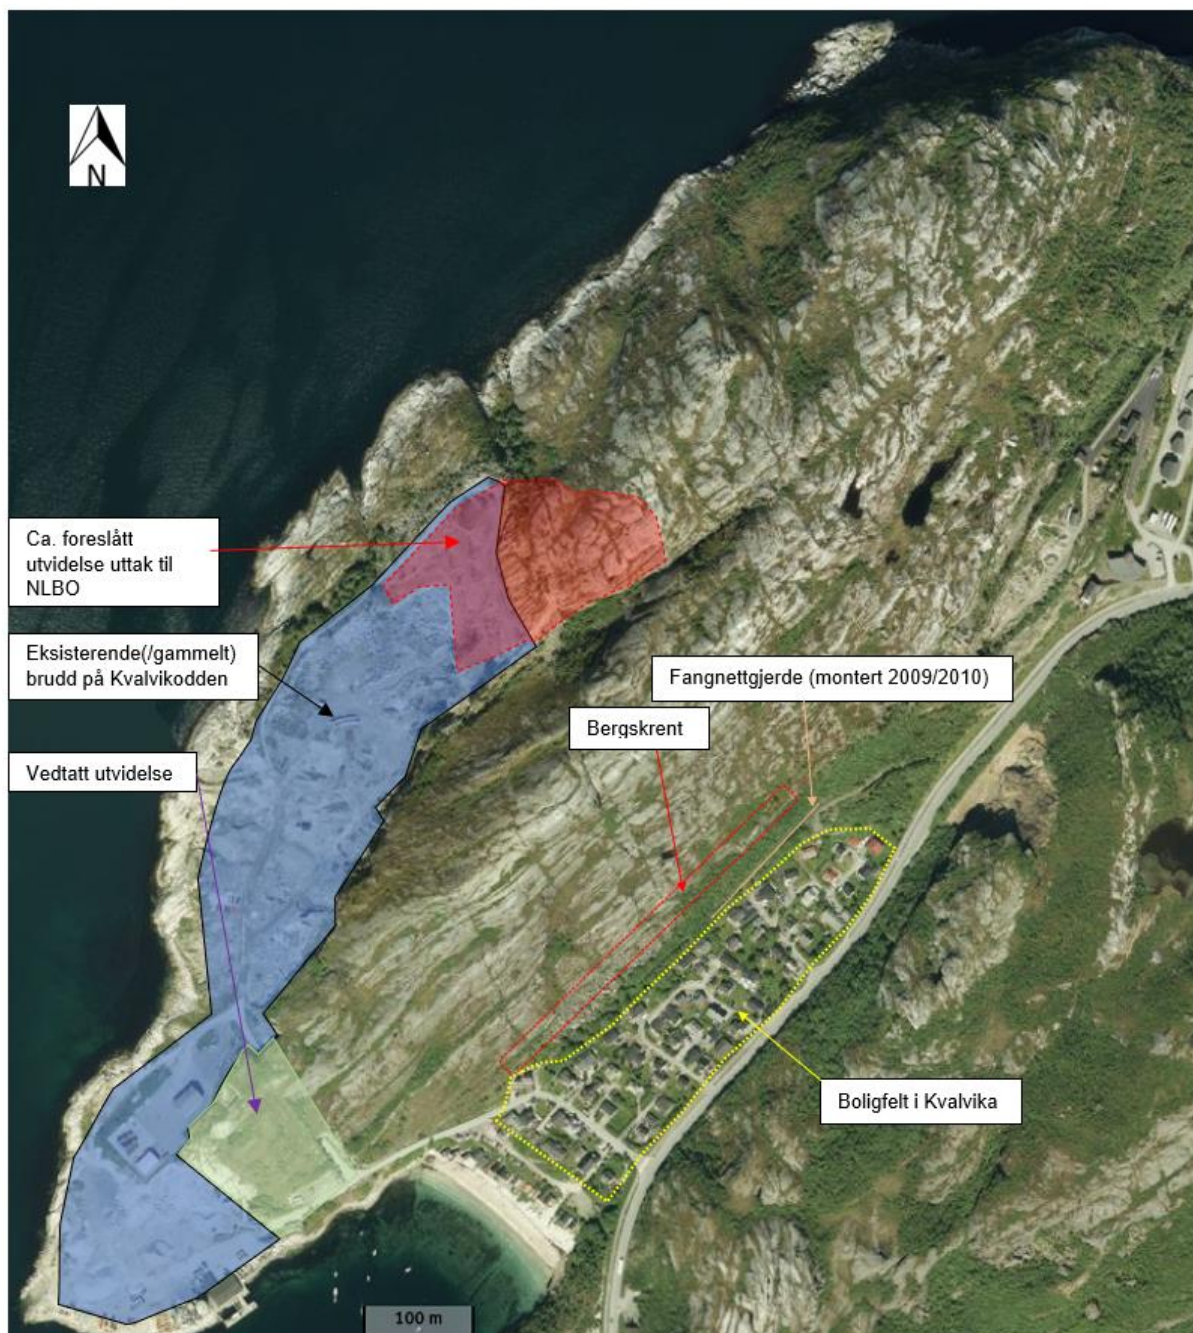 N
Ca. foreslått
utvidelse uttak til
NLBO
Eksisterende(/gammelt)
brudd på Kvalvikodden
Fangnettgjerde (montert 2009/2010)
Bergskrent
Vedtatt utvidelse
Boligfelt i Kvalvika
100 m